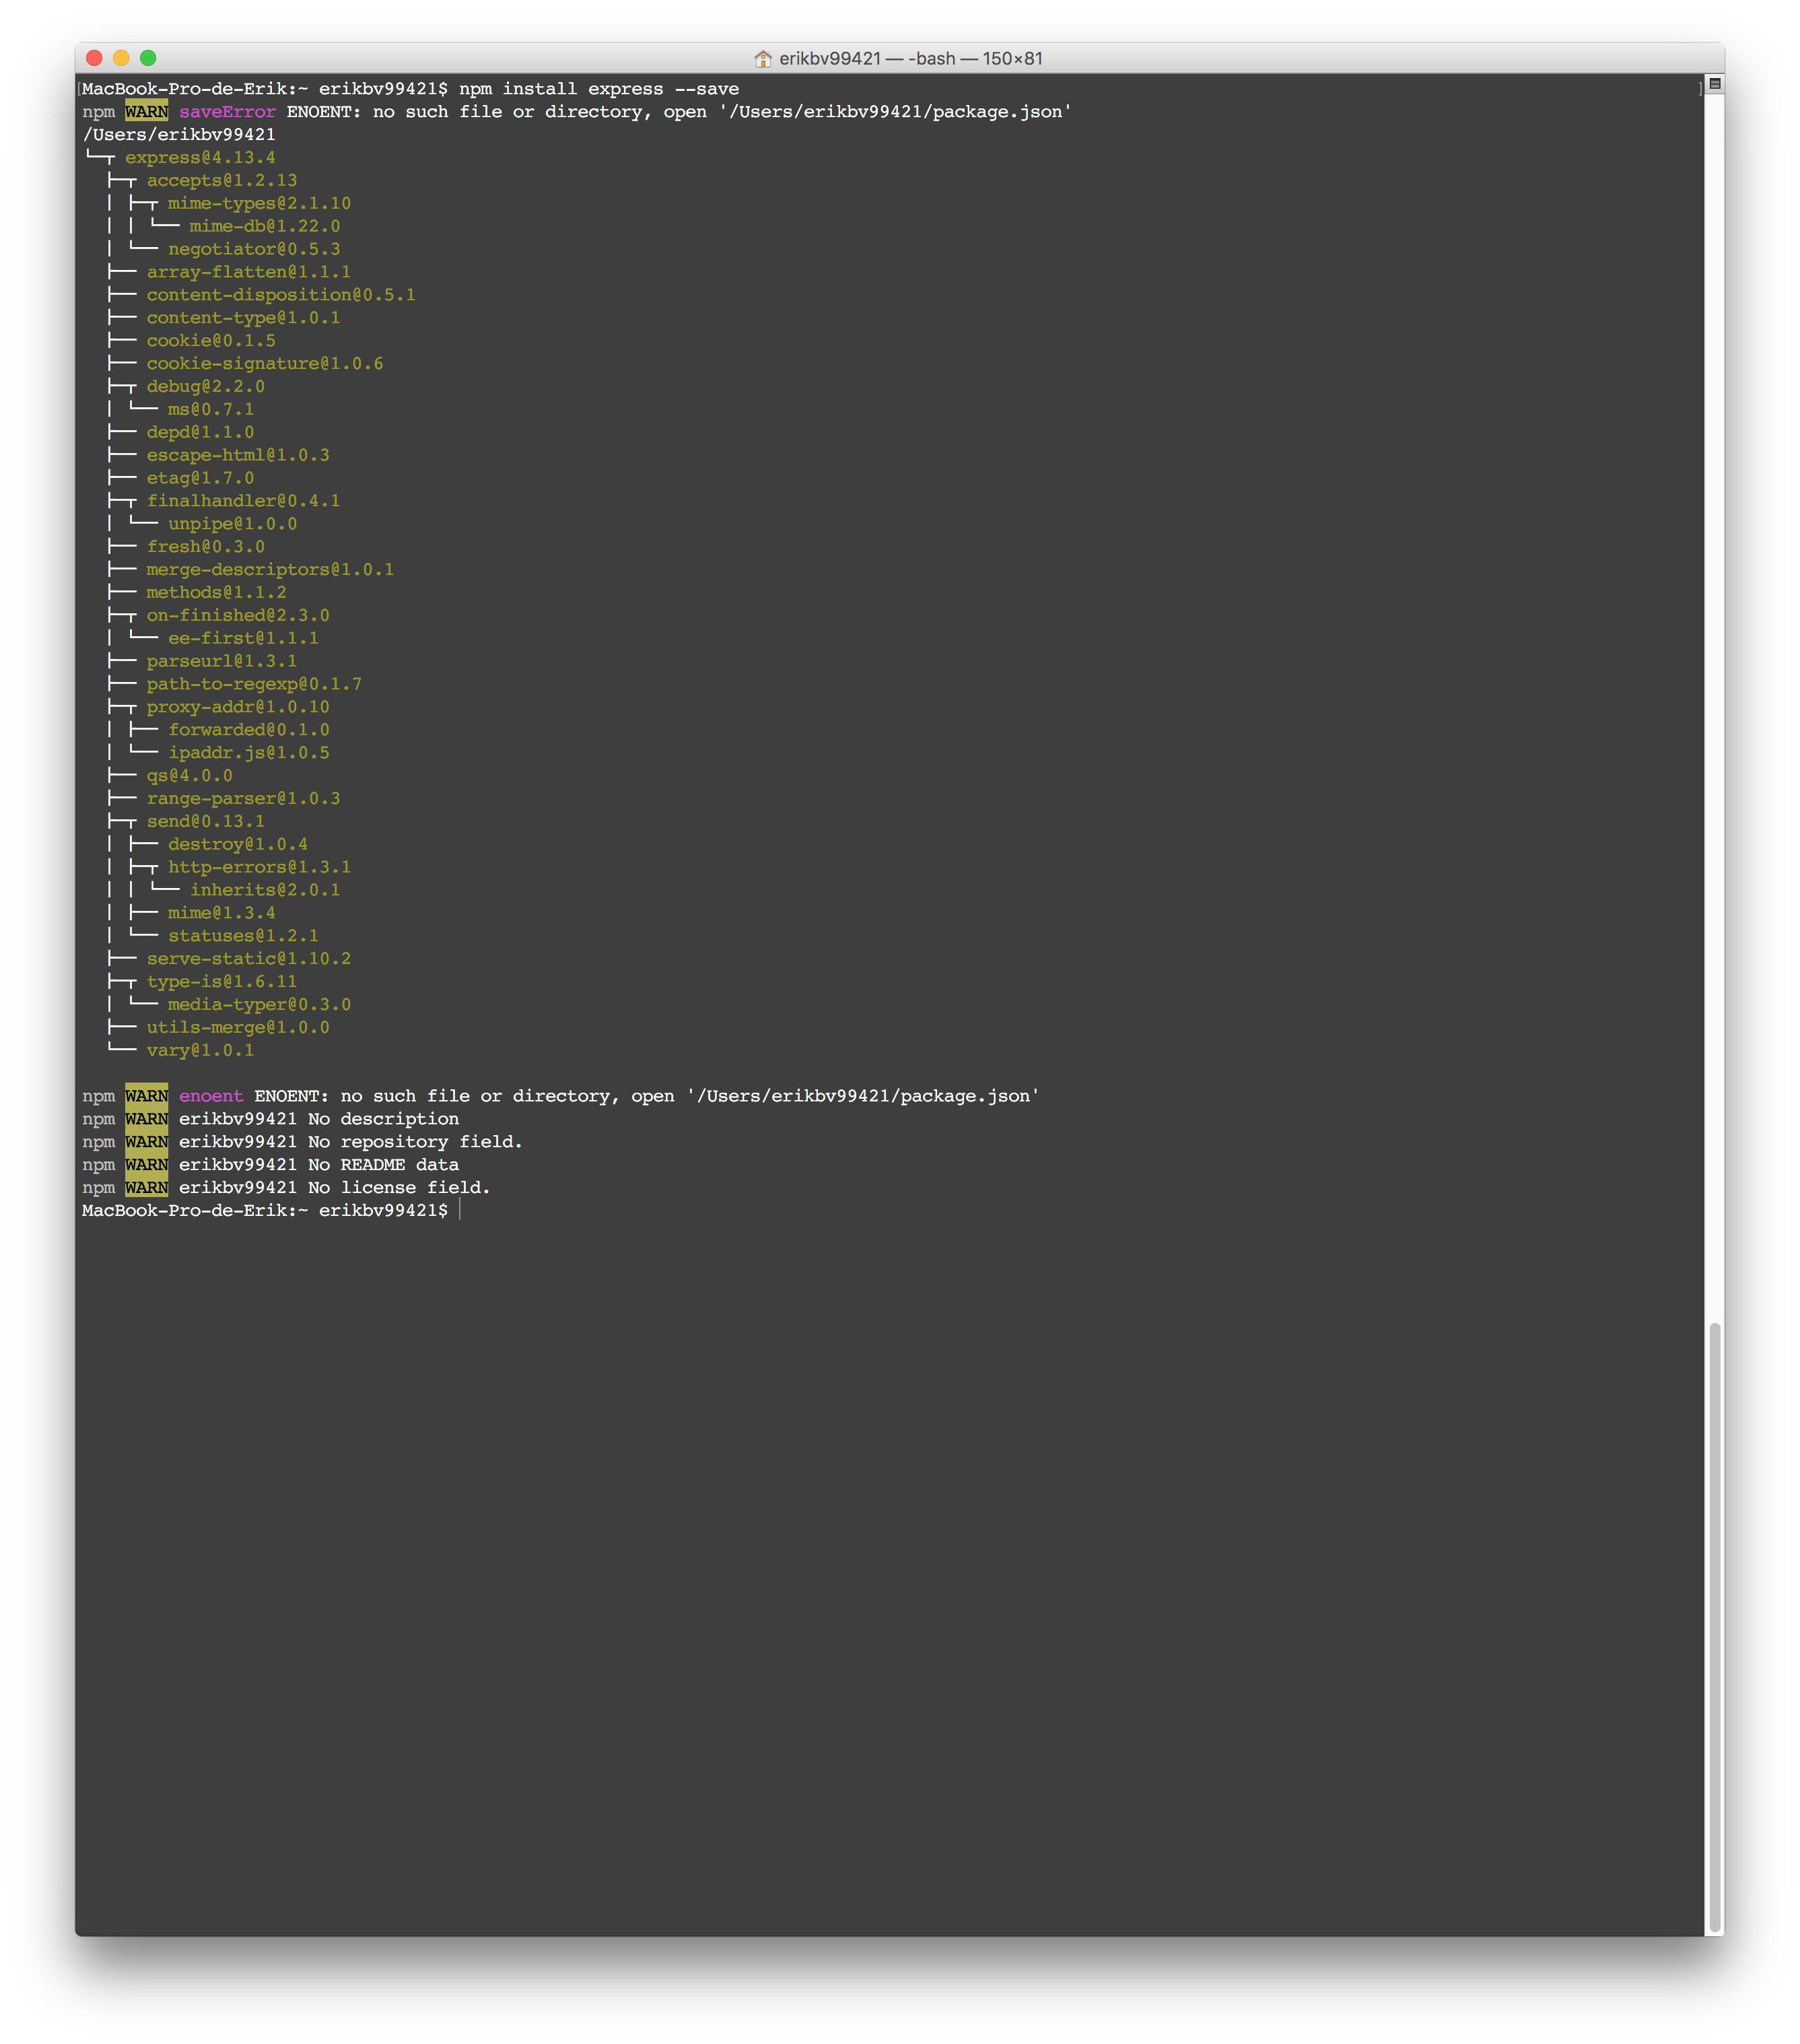 erikbv99421 — -bash — 150×81
[MacBook-Pro-de-Erik:~ erikbv99421$ npm install express --save ]
npm WARN saveError ENOENT: no such file or directory, open '/Users/erikbv99421/package.json'
/Users/erikbv99421
└─┬ express@4.13.4
  ├─┬ accepts@1.2.13
  │ ├─┬ mime-types@2.1.10
  │ │ └── mime-db@1.22.0
  │ └── negotiator@0.5.3
  ├── array-flatten@1.1.1
  ├── content-disposition@0.5.1
  ├── content-type@1.0.1
  ├── cookie@0.1.5
  ├── cookie-signature@1.0.6
  ├─┬ debug@2.2.0
  │ └── ms@0.7.1
  ├── depd@1.1.0
  ├── escape-html@1.0.3
  ├── etag@1.7.0
  ├─┬ finalhandler@0.4.1
  │ └── unpipe@1.0.0
  ├── fresh@0.3.0
  ├── merge-descriptors@1.0.1
  ├── methods@1.1.2
  ├─┬ on-finished@2.3.0
  │ └── ee-first@1.1.1
  ├── parseurl@1.3.1
  ├── path-to-regexp@0.1.7
  ├─┬ proxy-addr@1.0.10
  │ ├── forwarded@0.1.0
  │ └── ipaddr.js@1.0.5
  ├── qs@4.0.0
  ├── range-parser@1.0.3
  ├─┬ send@0.13.1
  │ ├── destroy@1.0.4
  │ ├─┬ http-errors@1.3.1
  │ │ └── inherits@2.0.1
  │ ├── mime@1.3.4
  │ └── statuses@1.2.1
  ├── serve-static@1.10.2
  ├─┬ type-is@1.6.11
  │ └── media-typer@0.3.0
  ├── utils-merge@1.0.0
  └── vary@1.0.1
npm WARN enoent ENOENT: no such file or directory, open '/Users/erikbv99421/package.json'
npm WARN erikbv99421 No description
npm WARN erikbv99421 No repository field.
npm WARN erikbv99421 No README data
npm WARN erikbv99421 No license field.
MacBook-Pro-de-Erik:~ erikbv99421$